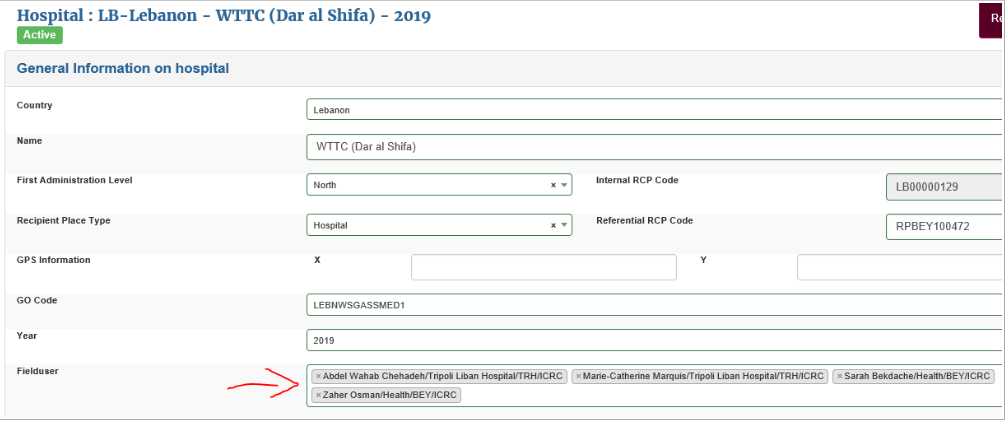 Hospital : LB-Lebanon - WTTC (Dar al Shifa) - 2019
Active
General Information on hospital
Country
Lebanon
Name
WTTC (Dar al Shifa)
First Administration Level
North
×
Internal RCP Code
LB00000129
Recipient Place Type
Hospital
×
Referential RCP Code
RPBEY100472
GPS Information
X
Y
GO Code
LEBNWSGASSMED1
Year
2019
Fielduser
×Abdel Wahab Chehadeh/Tripoli Liban Hospital/TRH/ICRC ×Marie-Catherine Marquis/Tripoli Liban Hospital/TRH/ICRC ×Sarah Bekdache/Health/BEY/ICRC
×Zaher Osman/Health/BEY/ICRC